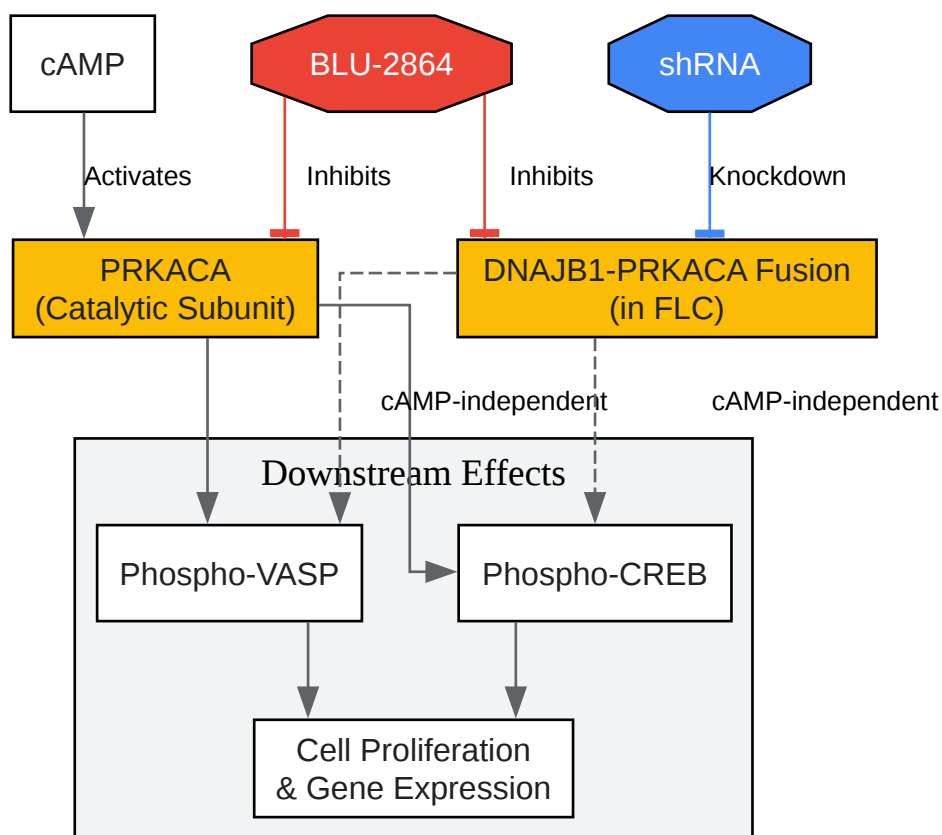 cAMP
BLU-2864
shRNA
Activates
Inhibits
Inhibits
Knockdown
PRKACA
(Catalytic Subunit)
DNAJB1-PRKACA Fusion
(in FLC)
cAMP-independent
cAMP-independent
Downstream Effects
Phospho-VASP
Phospho-CREB
Cell Proliferation
& Gene Expression